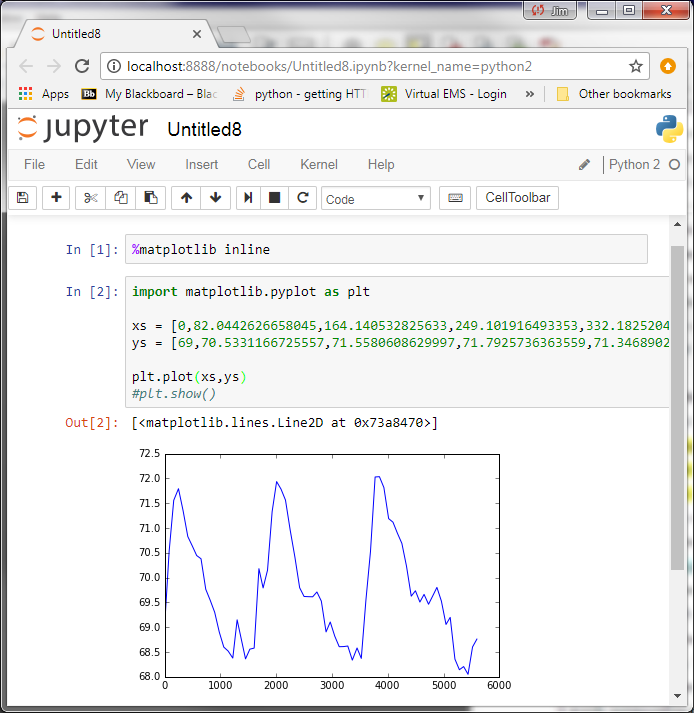 Jim
Untitled8
localhost:8888/notebooks/Untitled8.ipynb?kernel_name=python2
Apps Bb My Blackboard – Blac python - getting HTT Virtual EMS - Login » Other bookmarks
jupyter Untitled8
File Edit View Insert Cell Kernel Help Python 2
Code CellToolbar
In [1]: %matplotlib inline
In [2]: import matplotlib.pyplot as plt
xs = [0,82.0442626658045,164.140532825633,249.101916493353,332.1825204
ys = [69,70.5331166725557,71.5580608629997,71.7925736363559,71.3468902
plt.plot(xs,ys)
#plt.show()
Out[2]: [<matplotlib.lines.Line2D at 0x73a8470>]
72.5
72.0
71.5
71.0
70.5
70.0
69.5
69.0
68.5
68.0
0 1000 2000 3000 4000 5000 6000